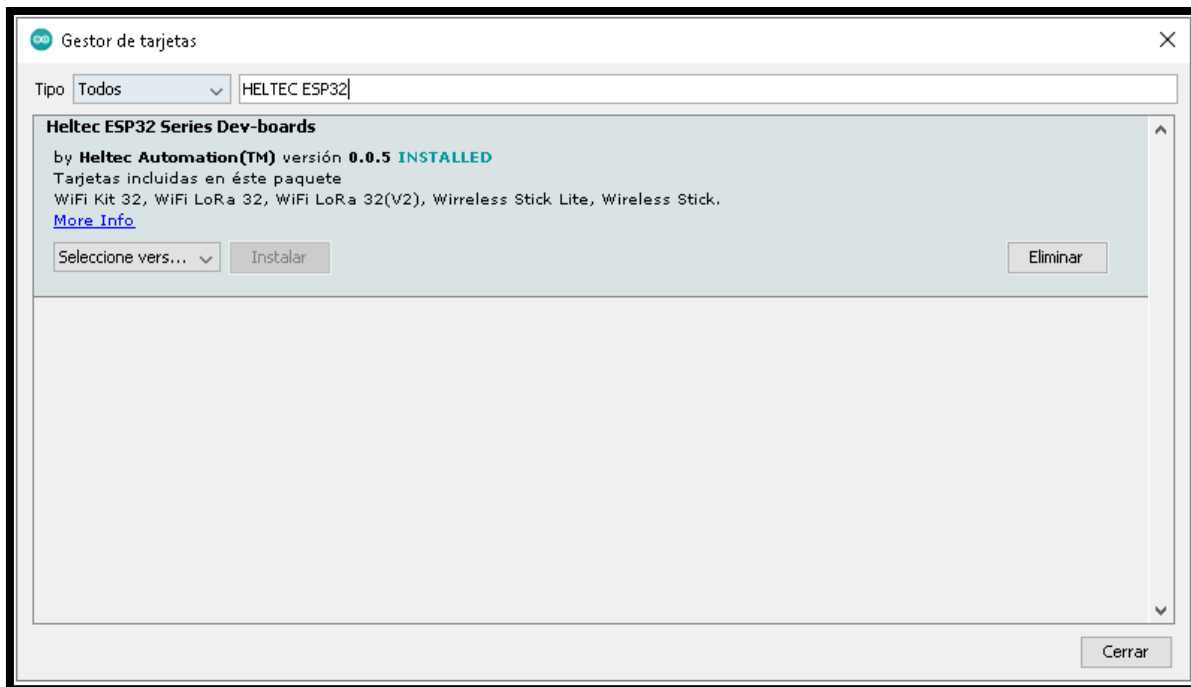 Gestor de tarjetas
Tipo Todos HELTEC ESP32
Heltec ESP32 Series Dev-boards
by Heltec Automation(TM) versión 0.0.5 INSTALLED
Tarjetas incluidas en éste paquete
WiFi Kit 32, WiFi LoRa 32, WiFi LoRa 32(V2), Wirreless Stick Lite, Wireless Stick.
More Info
Seleccione vers... Instalar Eliminar
Cerrar